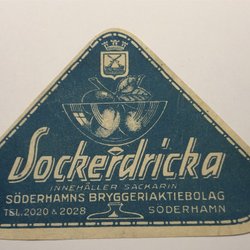 Sockerdricka
INNEHÅLLER SACKARIN
SÖDERHAMNS BRYGGERIAKTIEBOLAG
TEL. 2020 & 2028 SÖDERHAMN